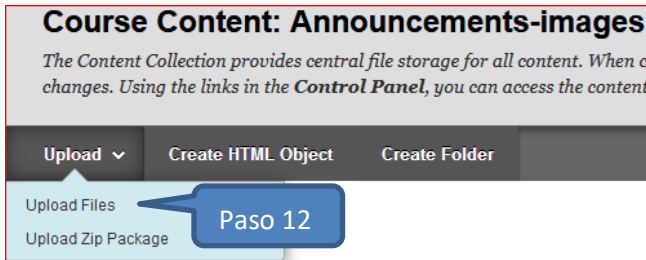 Course Content: Announcements-images
The Content Collection provides central file storage for all content. When c
changes. Using the links in the Control Panel, you can access the content
Upload Create HTML Object Create Folder
Upload Files
Paso 12
Upload Zip Package